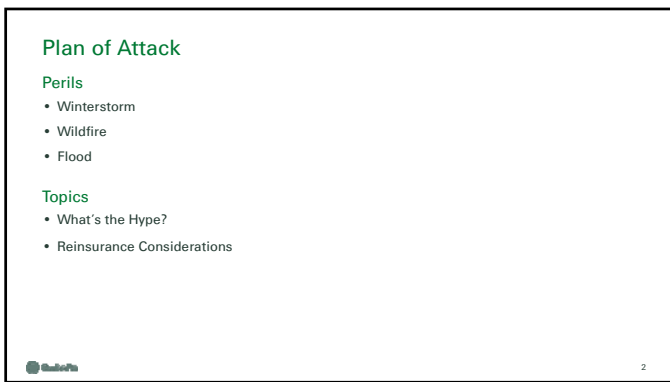 Plan of Attack
Perils
• Winterstorm
• Wildfire
• Flood
Topics
• What's the Hype?
• Reinsurance Considerations
2